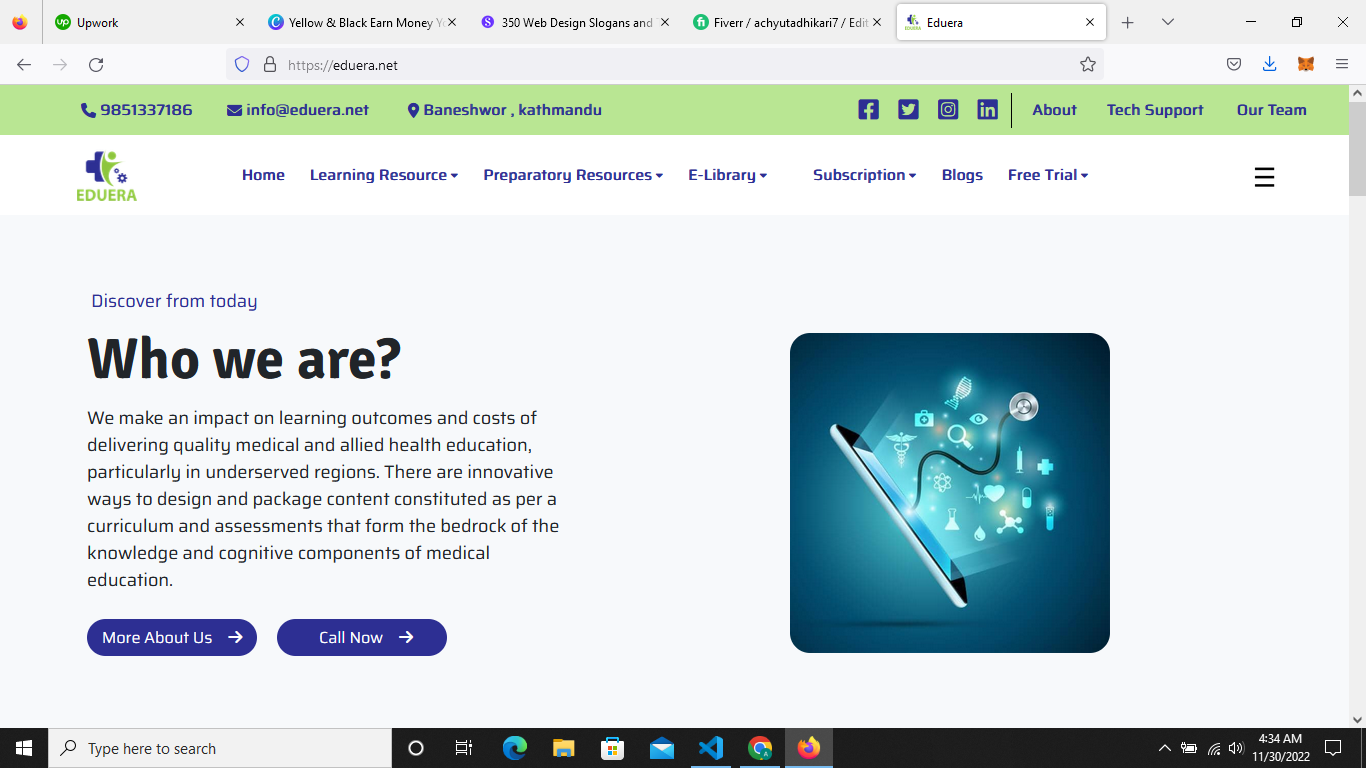 Upwork
Yellow & Black Earn Money Yo
350 Web Design Slogans and
Fiverr / achyutadhikari7 / Edit
Eduera
https://eduera.net
9851337186
info@eduera.net
Baneshwor , kathmandu
About
Tech Support
Our Team
EDUERA
Home
Learning Resource
Preparatory Resources
E-Library
Subscription
Blogs
Free Trial
Discover from today
Who we are?
We make an impact on learning outcomes and costs of
delivering quality medical and allied health education,
particularly in underserved regions. There are innovative
ways to design and package content constituted as per a
curriculum and assessments that form the bedrock of the
knowledge and cognitive components of medical
education.
More About Us
Call Now
Type here to search
4:34 AM
11/30/2022